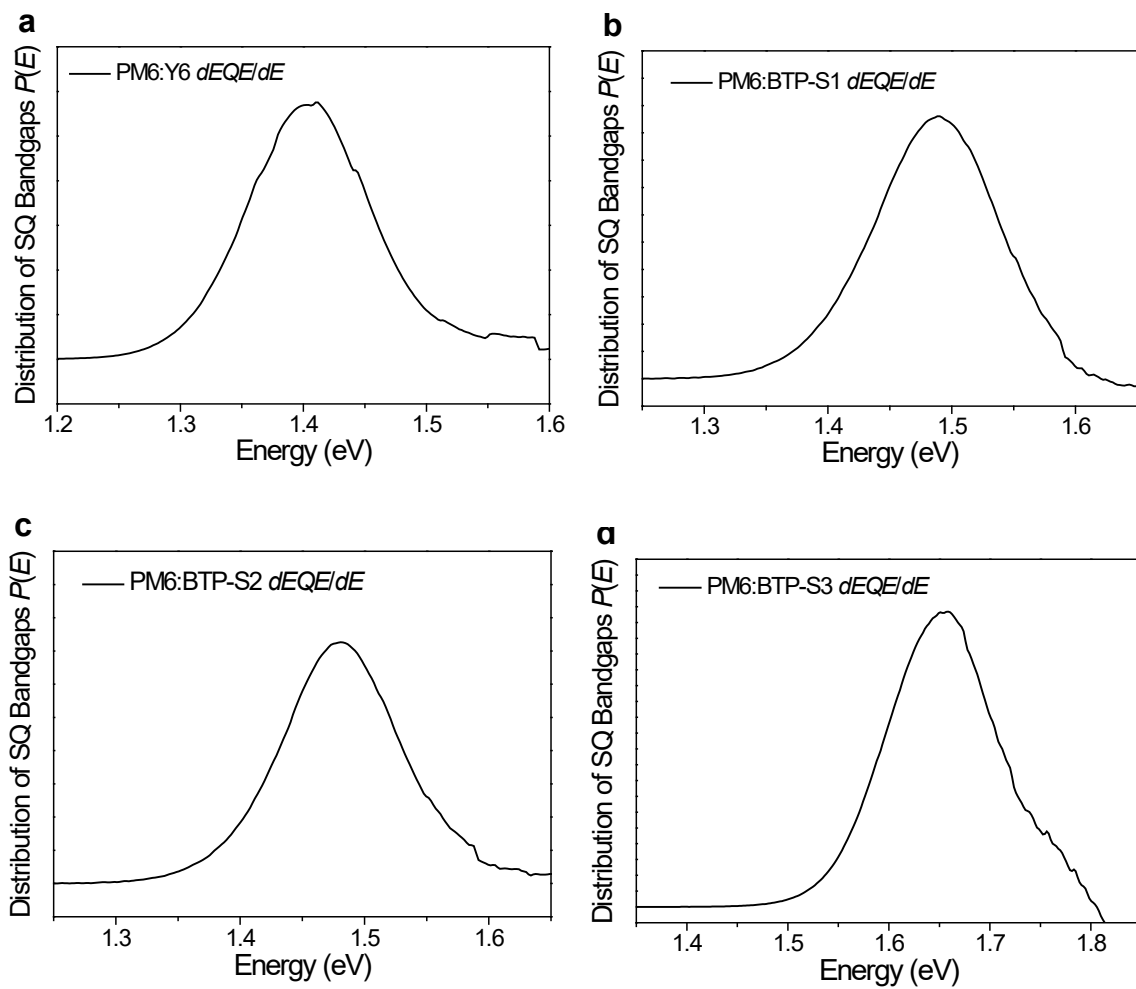 a
PM6:Y6 dEQE/dE
Distribution of SQ Bandgaps P(E)
1.2 1.3 1.4 1.5 1.6
Energy (eV)
b
PM6:BTP-S1 dEQE/dE
Distribution of SQ Bandgaps P(E)
1.3 1.4 1.5 1.6
Energy (eV)
c
PM6:BTP-S2 dEQE/dE
Distribution of SQ Bandgaps P(E)
1.3 1.4 1.5 1.6
Energy (eV)
d
PM6:BTP-S3 dEQE/dE
Distribution of SQ Bandgaps P(E)
1.4 1.5 1.6 1.7 1.8
Energy (eV)